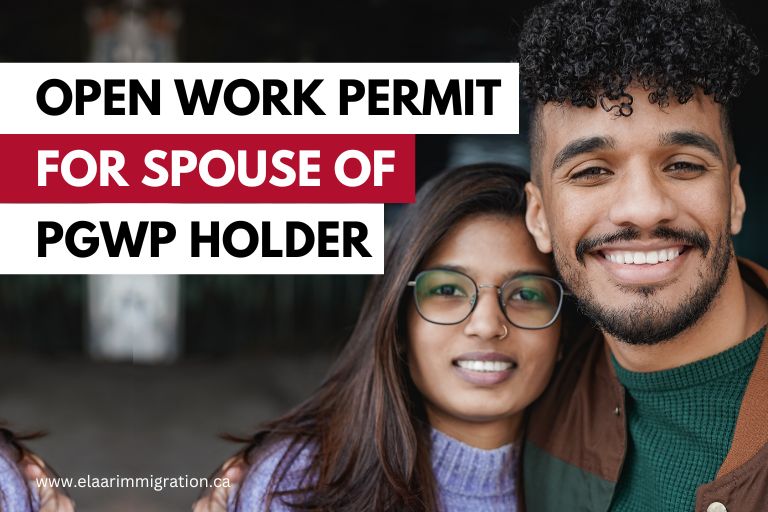 OPEN WORK PERMIT
FOR SPOUSE OF
PGWP HOLDER
www.elaarimmigration.ca